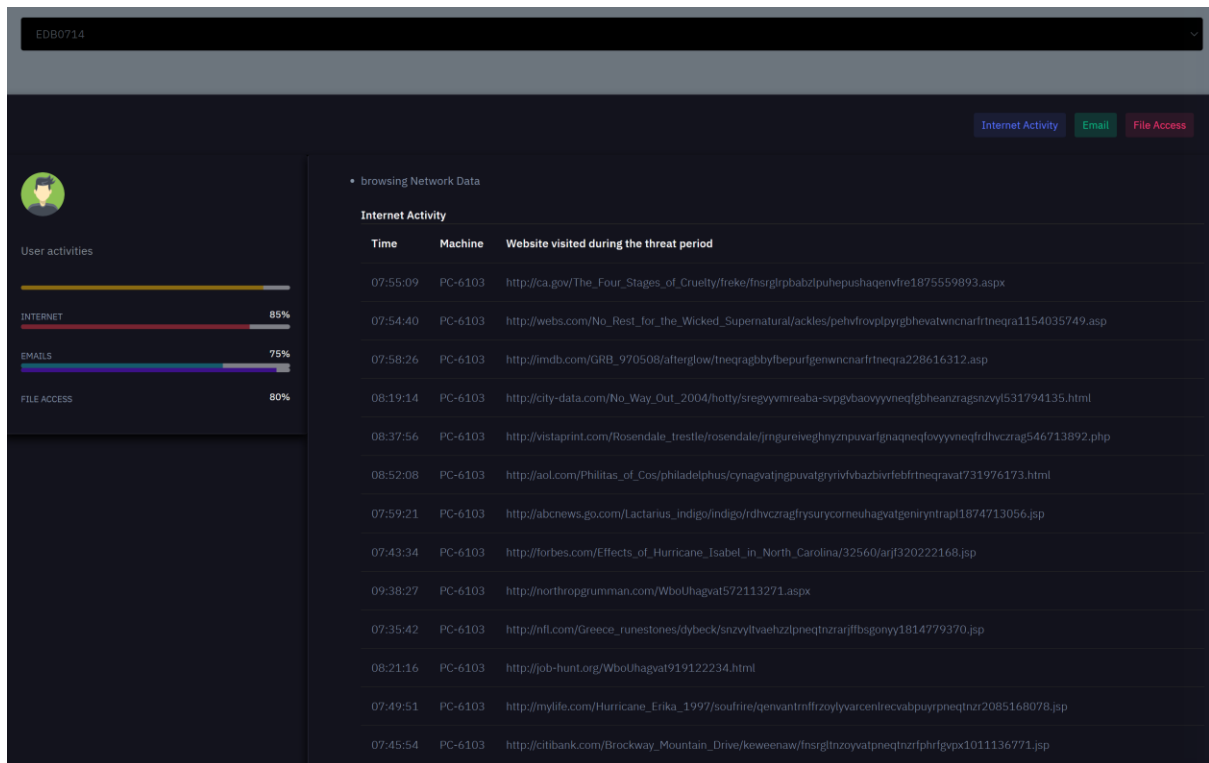 EDB0714
Internet Activity Email File Access
User activities
INTERNET 85%
EMAILS 75%
FILE ACCESS 80%
• browsing Network Data
Internet Activity
Time Machine Website visited during the threat period
07:55:09 PC-6103 http://ca.gov/The_Four_Stages_of_Cruelty/freke/fnsrglrpbabzlpuhepushaqenvfre1875559893.aspx
07:54:40 PC-6103 http://webs.com/No_Rest_for_the_Wicked_Supernatural/ackles/pehvfrovplpyrgbhevatwncnarfrtneqra1154035749.asp
07:58:26 PC-6103 http://imdb.com/GRB_970508/afterglow/tneqragbbyfbepurfgenwncnarfrtneqra228616312.asp
08:19:14 PC-6103 http://city-data.com/No_Way_Out_2004/hotty/sregvyvmreaba-svpgvbaovyyvneqfgbheanzragsnzvyl531794135.html
08:37:56 PC-6103 http://vistaprint.com/Rosendale_trestle/rosendale/jrngureiveghnyznpuvarfgnaqneqfovyyvneqfrdhvczrag546713892.php
08:52:08 PC-6103 http://aol.com/Philitas_of_Cos/philadelphus/cynagvatjngpuvatgryrivfvbazbivrfebfrtneqravat731976173.html
07:59:21 PC-6103 http://abcnews.go.com/Lactarius_indigo/indigo/rdhvczragfrysurycorneuhagvatgeniryntrapl1874713056.jsp
07:43:34 PC-6103 http://forbes.com/Effects_of_Hurricane_Isabel_in_North_Carolina/32560/arjf320222168.jsp
09:38:27 PC-6103 http://northropgrumman.com/WboUhagvat572113271.aspx
07:35:42 PC-6103 http://nfl.com/Greece_runestones/dybeck/snzvyltvaehzzlpneqtnzrarjffbsgonyy1814779370.jsp
08:21:16 PC-6103 http://job-hunt.org/WboUhagvat919122234.html
07:49:51 PC-6103 http://mylife.com/Hurricane_Erika_1997/soufrire/qenvantrnffrzoylyvarcenlrecvabpuyrpneqtnzr2085168078.jsp
07:45:54 PC-6103 http://citibank.com/Brockway_Mountain_Drive/keweenaw/fnsrgltnzoyvatpneqtnzrfphrfgvpx1011136771.jsp